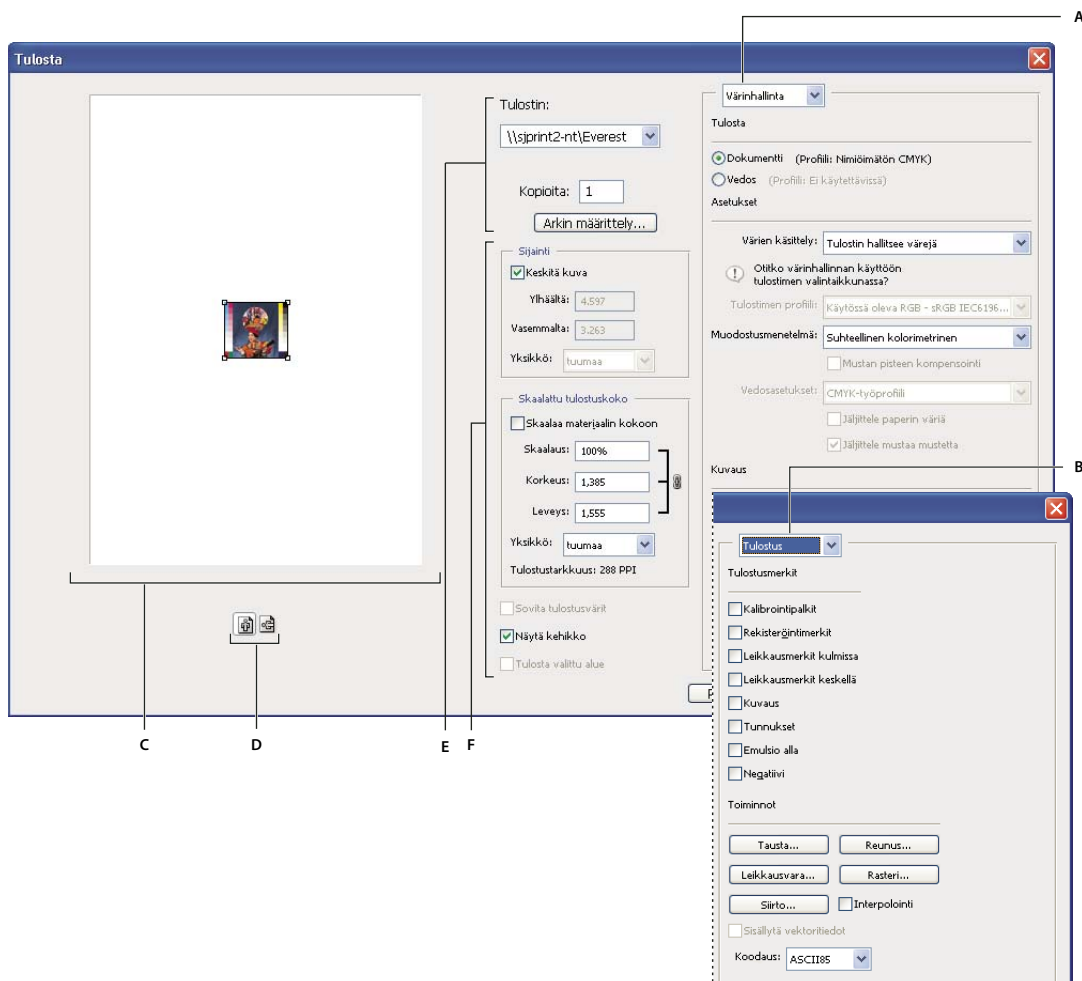 A
Tulosta
Tulostin:
\\sjprint2-nt\Everest
Kopioita: 1
Arkin määrittely...
Sijainti
Keskitä kuva
Ylhäältä: 4.597
Vasemmalta: 3.263
Yksikkö: tuumaa
Skaalattu tulostuskoko
Skaalaa materjaalin kokoon
Skaalaus: 100%
Korkeus: 1,385
Leveys: 1,555
Yksikkö: tuumaa
Tulostustarkkuus: 288 PPI
Sovita tulostusvärit
Näytä kehikko
Tulosta valittu alue
Värinhallinta
Tulosta
Dokumentti (Profiili: Nimiöimätön CMYK)
Vedos (Profiili: Ei käytettävissä)
Asetukset
Värien käsittely: Tulostin hallitsee värejä
Otitko värinhallinnan käyttöön
tulostimen valintaikkunassa?
Tulostimen profiili: Käytössä oleva RGB - sRGB IEC6196...
Muodostusmenetelmä: Suhteellinen kolorimetrinen
Mustan pisteen kompensointi
Vedosasetukset: CMYK-työprofiili
Jäljittele paperin väriä
Jäljittele mustaa mustetta
Kuvaus
B
Tulostus
Tulostusmerkit
Kalibrointipalkit
Rekisteröintimerkit
Leikkausmerkit kulmissa
Leikkausmerkit keskellä
Kuvaus
Tunnukset
Emulsio alla
Negatiivi
Toiminnot
Tausta... Reunus...
Leikkausvara... Rasteri...
Siirto... Interpolointi
Sisällytä vektoritiedot
Koodaus: ASCII85
C D E F